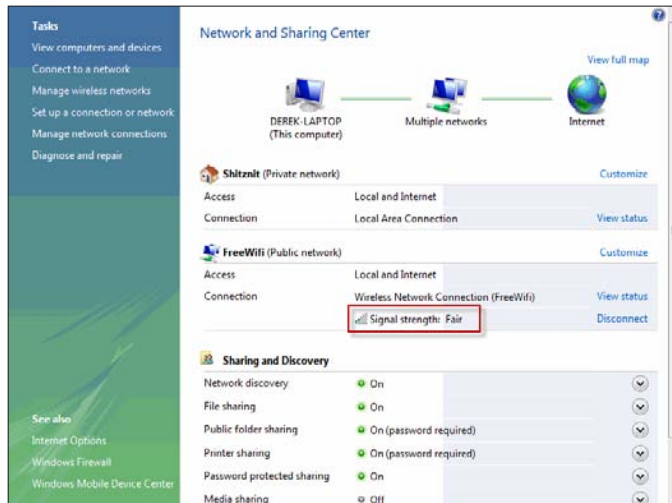 Tasks
View computers and devices
Connect to a network
Manage wireless networks
Set up a connection or network
Manage network connections
Diagnose and repair
See also
Internet Options
Windows Firewall
Windows Mobile Device Center
Network and Sharing Center
View full map
DEREK-LAPTOP
(This computer)
Multiple networks
Internet
Shitznit (Private network) Customize
Access Local and Internet
Connection Local Area Connection View status
FreeWifi (Public network) Customize
Access Local and Internet
Connection Wireless Network Connection (FreeWifi) View status
Signal strength: Fair Disconnect
Sharing and Discovery
Network discovery On
File sharing On
Public folder sharing On (password required)
Printer sharing On (password required)
Password protected sharing On
Media sharing Off